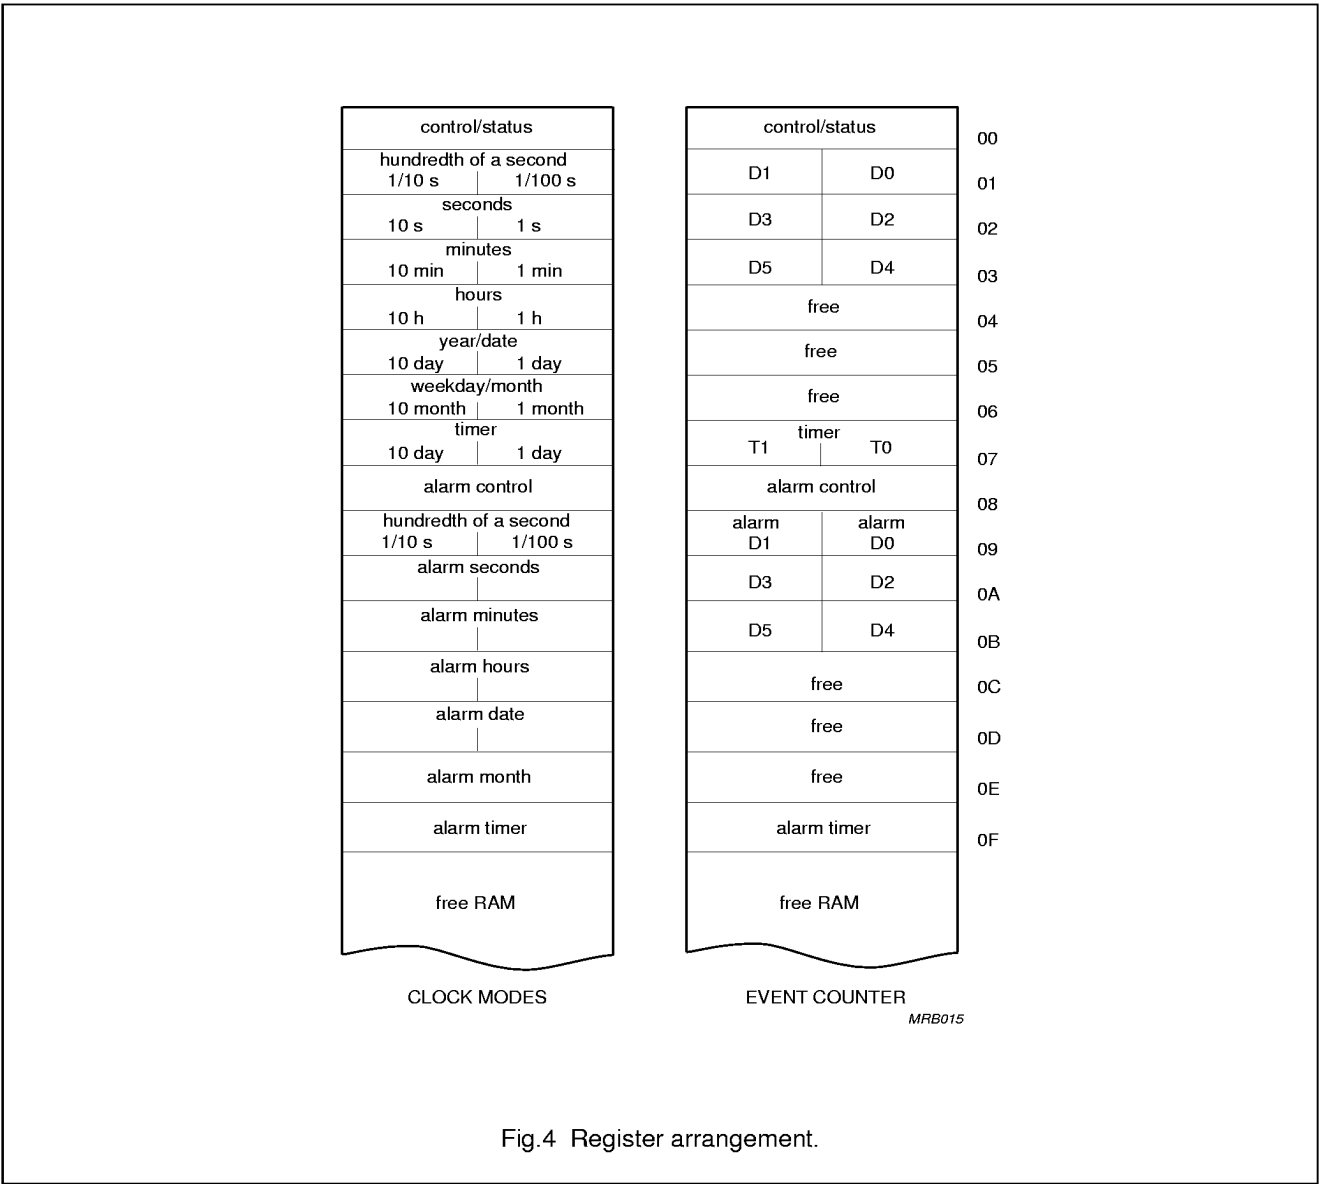 control/status control/status 00
hundredth of a second
1/10 s 1/100 s D1 D0 01
seconds
10 s 1 s D3 D2 02
minutes
10 min 1 min D5 D4 03
hours
10 h 1 h free 04
year/date
10 day 1 day free 05
weekday/month
10 month 1 month free 06
timer timer
10 day 1 day T1 T0 07
alarm control alarm control 08
hundredth of a second alarm alarm
1/10 s 1/100 s D1 D0 09
alarm seconds D3 D2 0A
alarm minutes D5 D4 0B
alarm hours free 0C
alarm date free 0D
alarm month free 0E
alarm timer alarm timer 0F
free RAM free RAM
CLOCK MODES EVENT COUNTER
MRB015
Fig.4 Register arrangement.